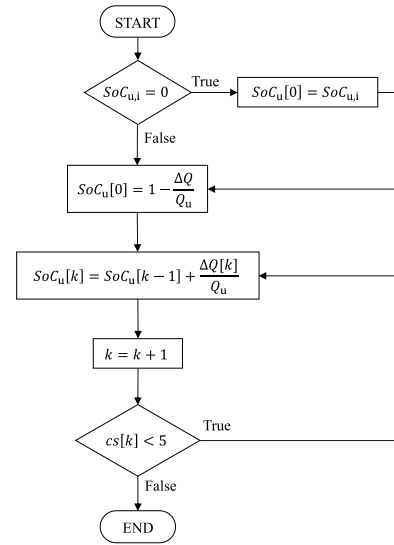 START
SoC_u,i = 0
True
SoC_u[0] = SoC_u,i
False
SoC_u[0] = 1 − ΔQ/Q_u
SoC_u[k] = SoC_u[k − 1] + ΔQ[k]/Q_u
k = k + 1
cs[k] < 5
True
False
END